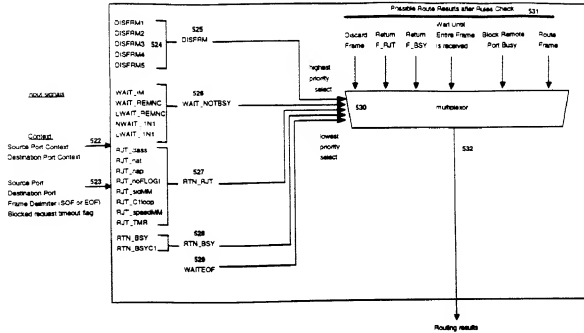 Possible Route Results after Rules Check 531
Discard Frame
Return F_RJT
Return F_BSY
Wait Until Entire Frame is received
Block Remote Port Busy
Route Frame
DISFRM1
DISFRM2
DISFRM3
DISFRM4
DISFRM5
524
525
DISFRM
highest priority select
530
multiplexor
lowest priority select
532
Input signals
WAIT_IM
WAIT_REMNC
LWAIT_REMNC
NWAIT_1N1
LWAIT_1N1
526
WAIT_NOTBSY
Context
Source Port Context
Destination Port Context
522
Source Port
Destination Port
Frame Delimiter (SOF or EOF)
Blocked request timeout flag
523
RJT_class
RJT_nat
RJT_nap
RJT_noFLOGI
RJT_sidMM
RJT_C1loop
RJT_speedMM
RJT_TMR
527
RTN_RJT
RTN_BSY
RTN_BSYC1
528
RTN_BSY
529
WAITEOF
Routing results